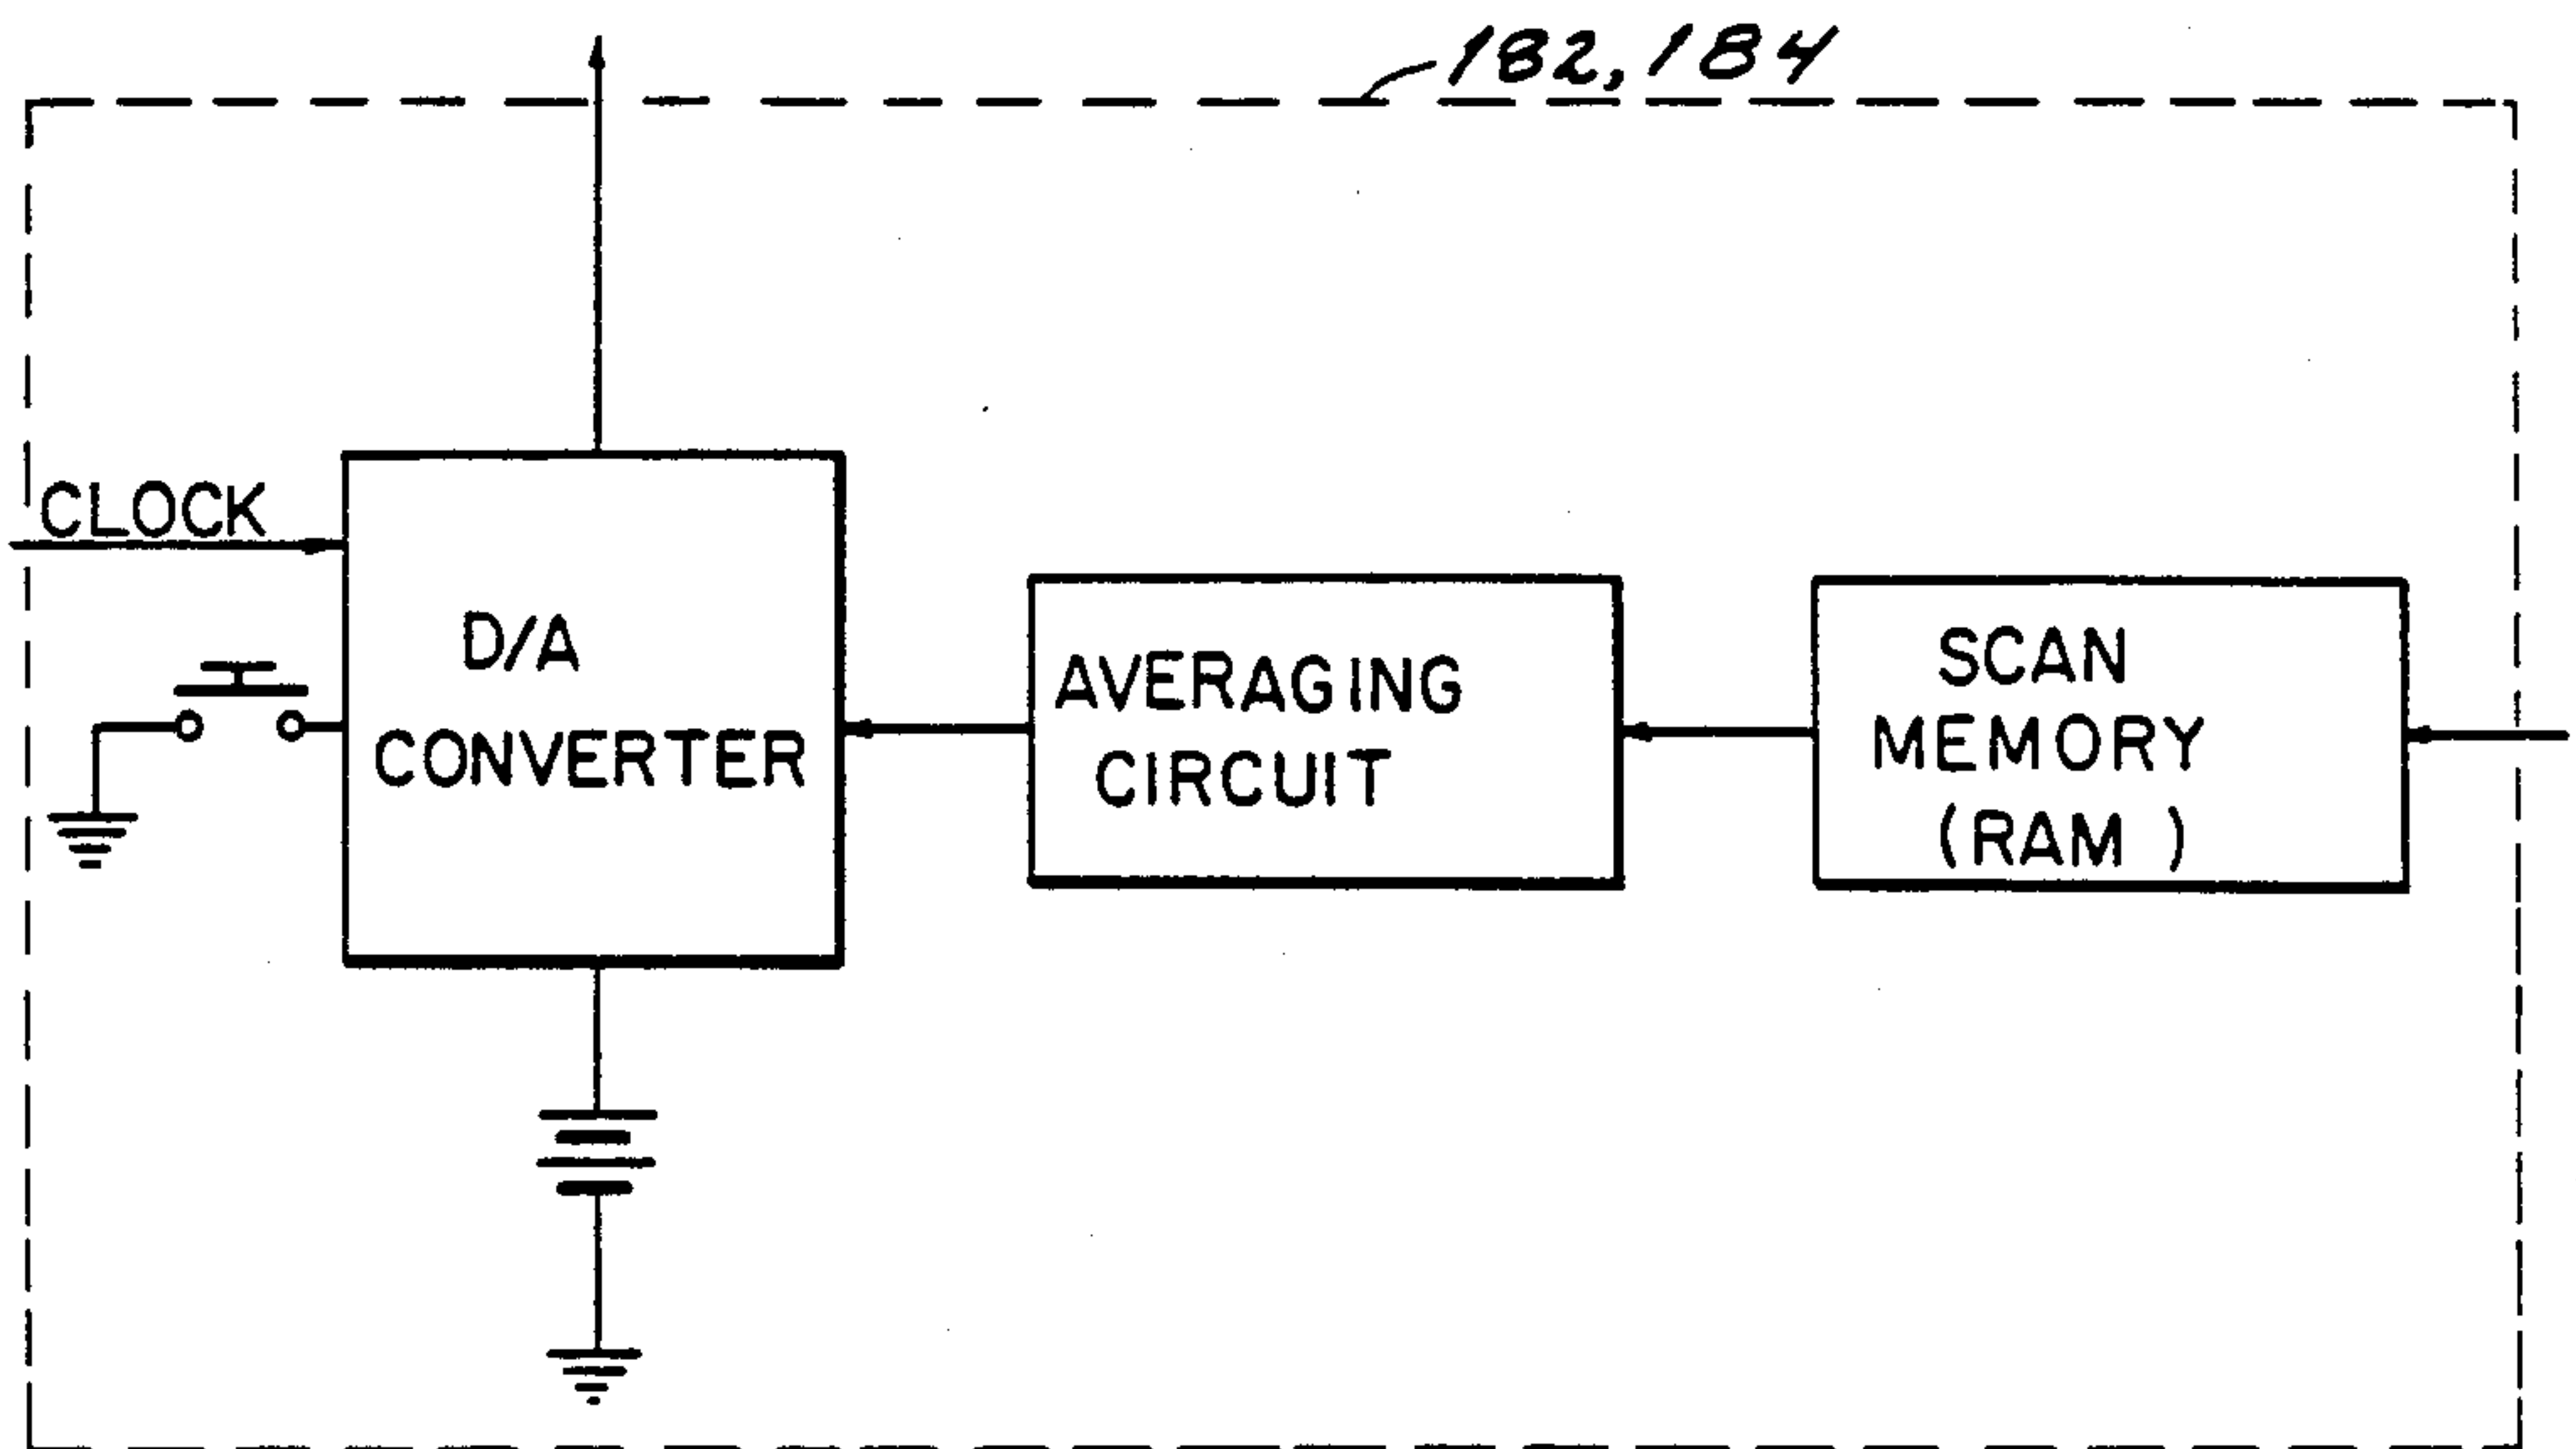 182, 184
CLOCK
D/A
CONVERTER
AVERAGING
CIRCUIT
SCAN
MEMORY
(RAM )